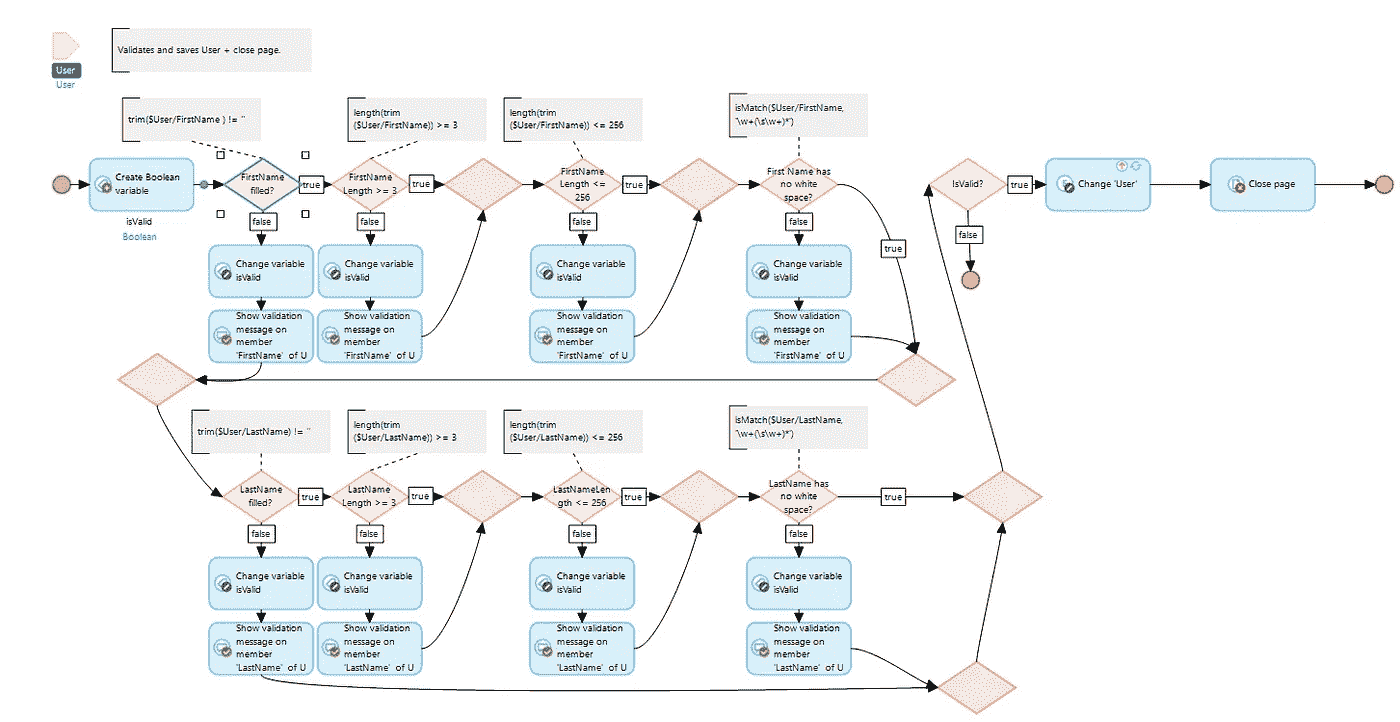 Validates and saves User + close page.
User
User
trim($User/FirstName ) != ''
length(trim
($User/FirstName)) >= 3
length(trim
($User/FirstName)) <= 256
isMatch($User/FirstName,
'\w+(\s\w+)*')
Create Boolean
variable
isValid
Boolean
FirstName
filled?
true
FirstName
Length >= 3
true
FirstName
Length <=
256
true
First Name has
no white
space?
true
IsValid?
true
Change 'User'
Close page
false
false
false
false
false
Change variable
isValid
Change variable
isValid
Change variable
isValid
Change variable
isValid
Show validation
message on
member
'FirstName' of U
Show validation
message on
member
'FirstName' of U
Show validation
message on
member
'FirstName' of U
Show validation
message on
member
'FirstName' of U
trim($User/LastName) != ''
length(trim
($User/FirstName)) >= 3
length(trim
($User/LastName)) <= 256
isMatch($User/LastName,
'\w+(\s\w+)*')
LastName
filled?
true
LastName
Length >= 3
true
LastNameLen
gth <= 256
true
LastName has
no white
space?
true
false
false
false
false
Change variable
isValid
Change variable
isValid
Change variable
isValid
Change variable
isValid
Show validation
message on
member
'LastName' of U
Show validation
message on
member
'LastName' of U
Show validation
message on
member
'LastName' of U
Show validation
message on
member
'LastName' of U